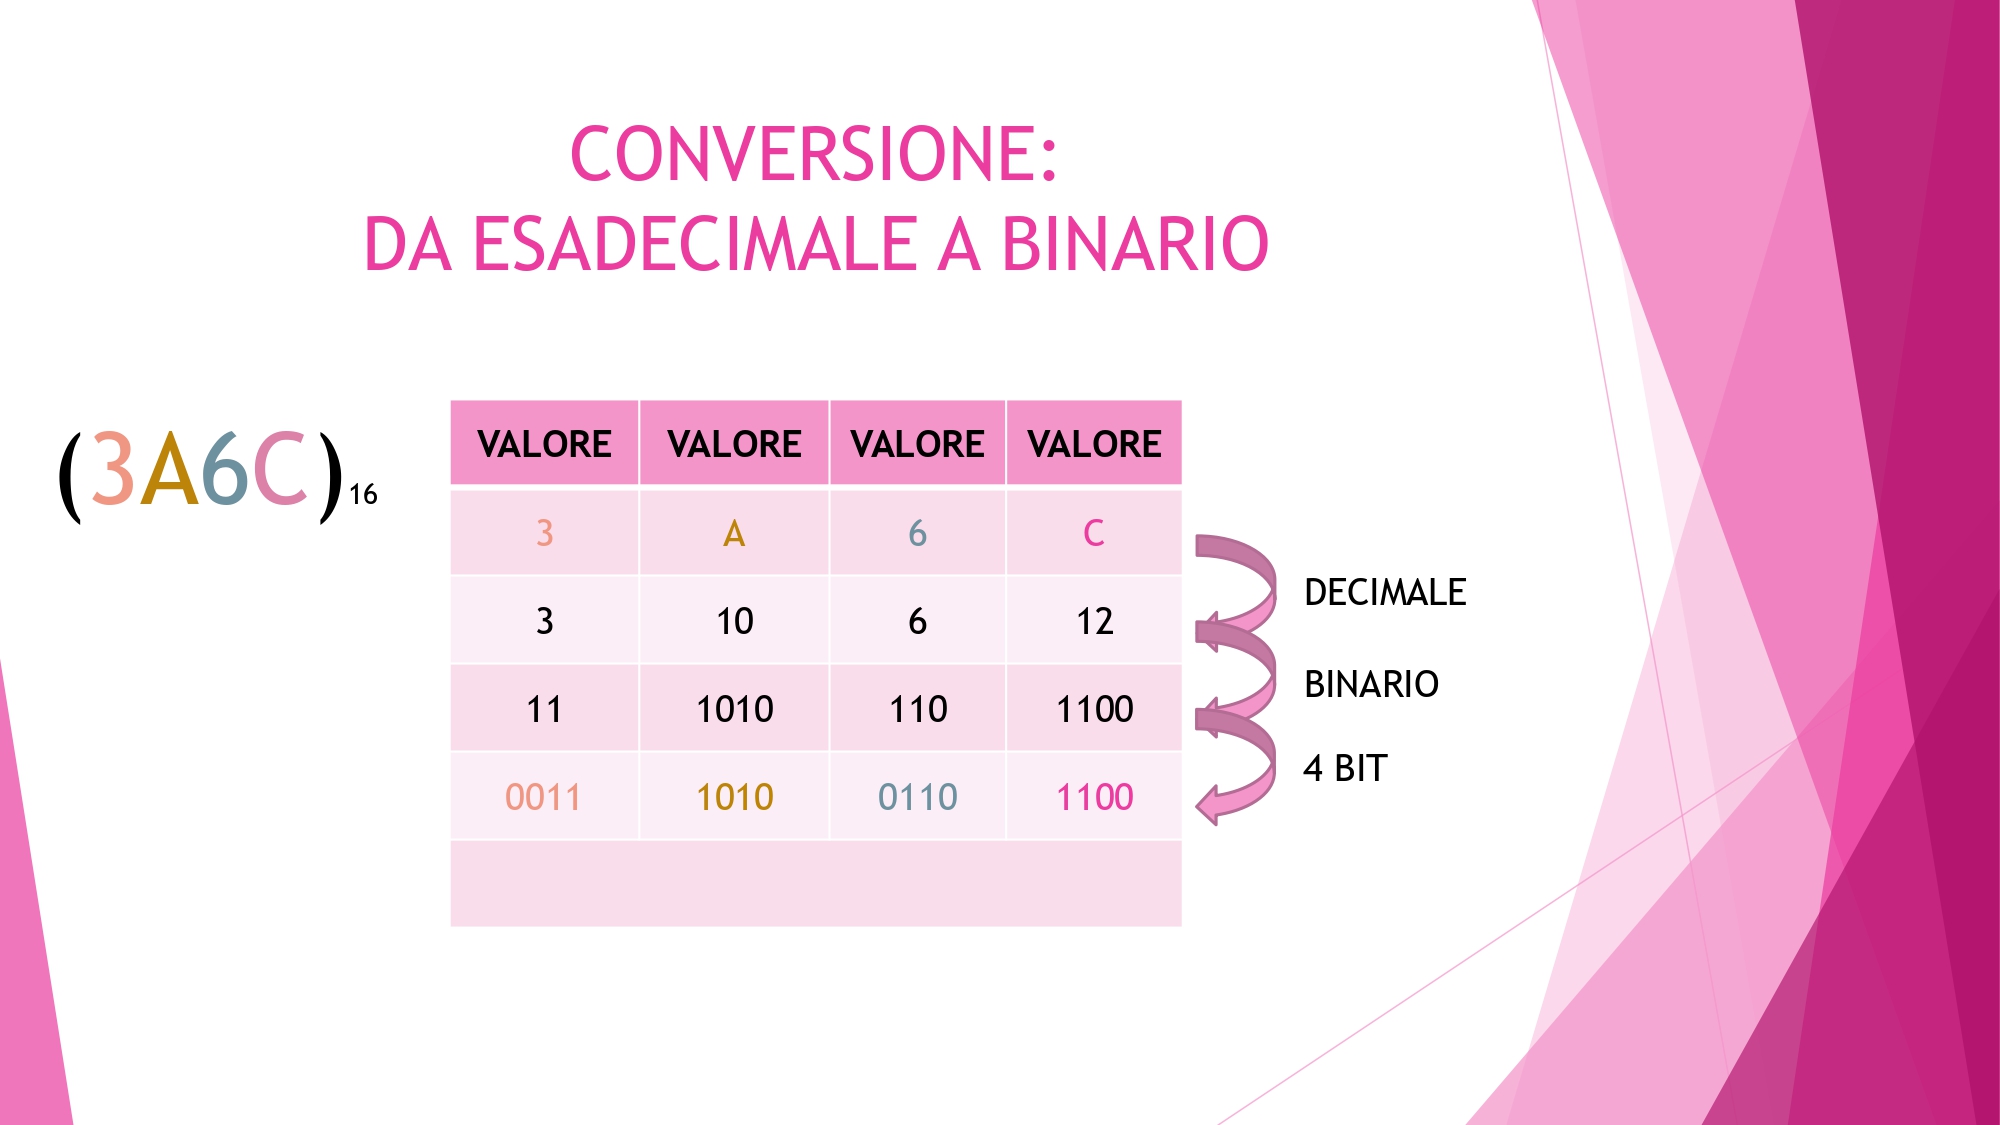 CONVERSIONE:
DA ESADECIMALE A BINARIO
(3A6C)16
VALORE VALORE VALORE VALORE
3 A 6 C
3 10 6 12
11 1010 110 1100
0011 1010 0110 1100
DECIMALE
BINARIO
4 BIT